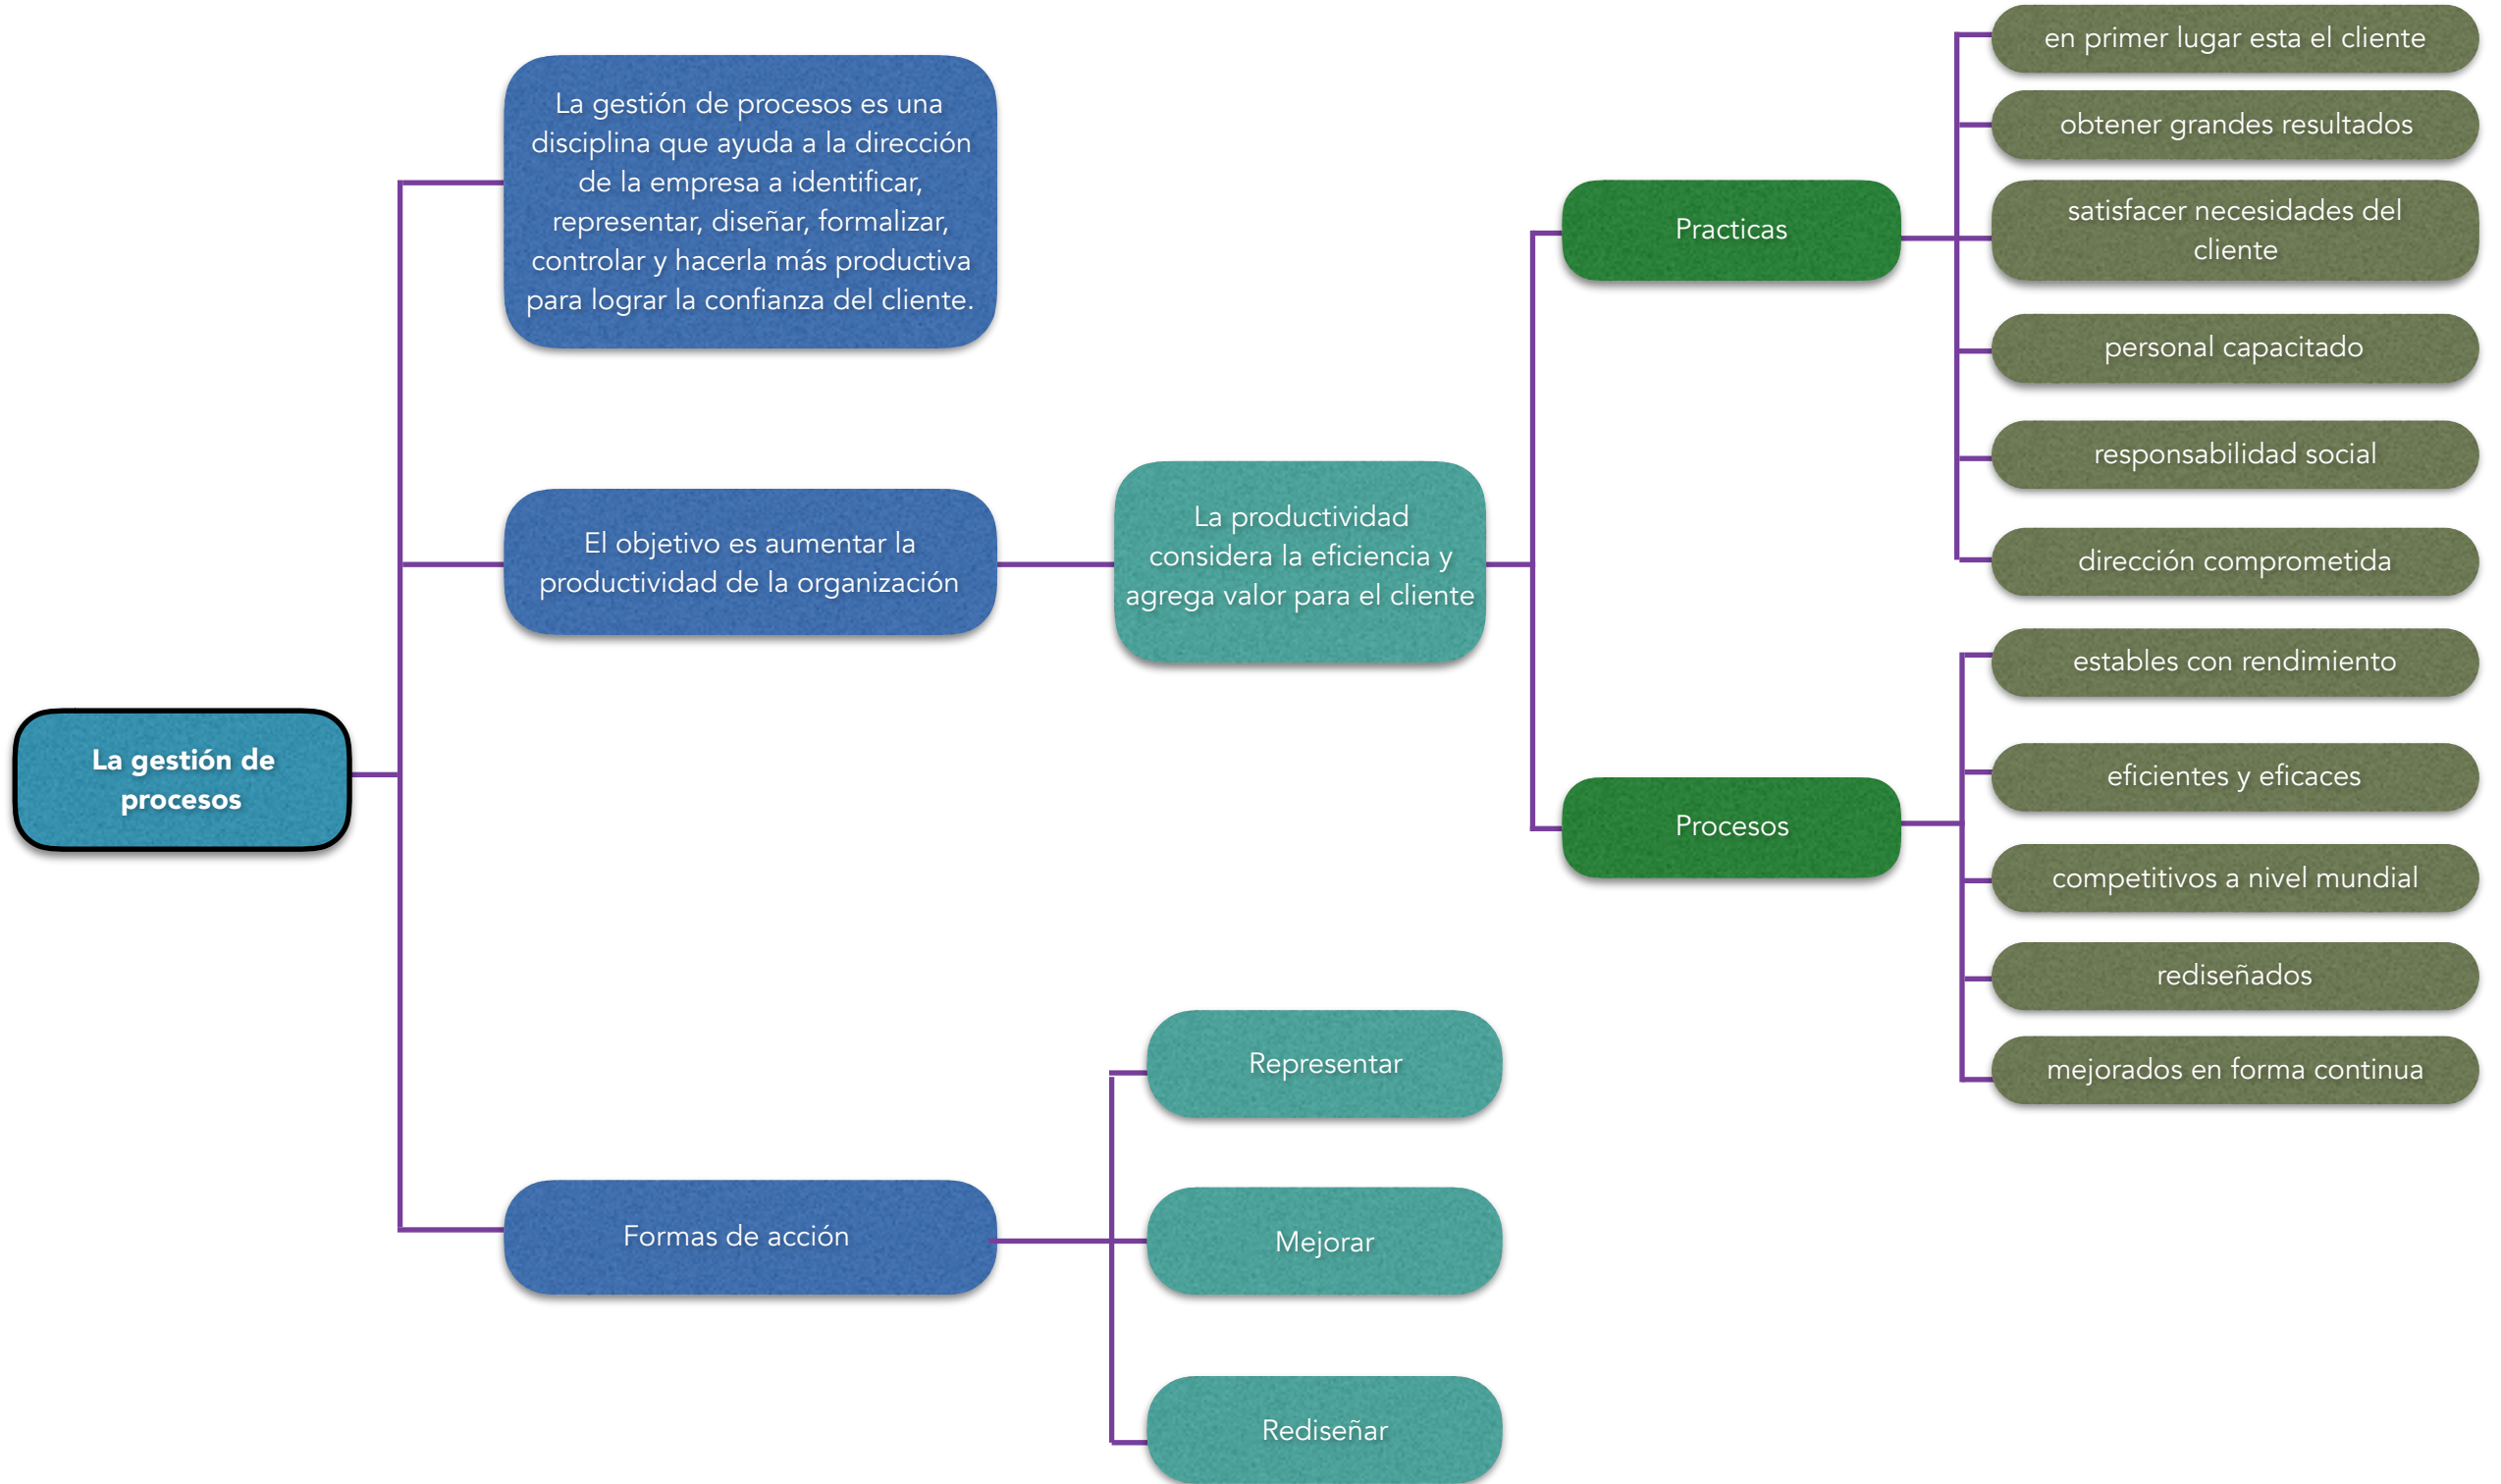 La gestión de
procesos
La gestión de procesos es una
disciplina que ayuda a la dirección
de la empresa a identificar,
representar, diseñar, formalizar,
controlar y hacerla más productiva
para lograr la confianza del cliente.
El objetivo es aumentar la
productividad de la organización
La productividad
considera la eficiencia y
agrega valor para el cliente
Practicas
en primer lugar esta el cliente
obtener grandes resultados
satisfacer necesidades del
cliente
personal capacitado
responsabilidad social
dirección comprometida
Procesos
estables con rendimiento
eficientes y eficaces
competitivos a nivel mundial
rediseñados
mejorados en forma continua
Formas de acción
Representar
Mejorar
Rediseñar